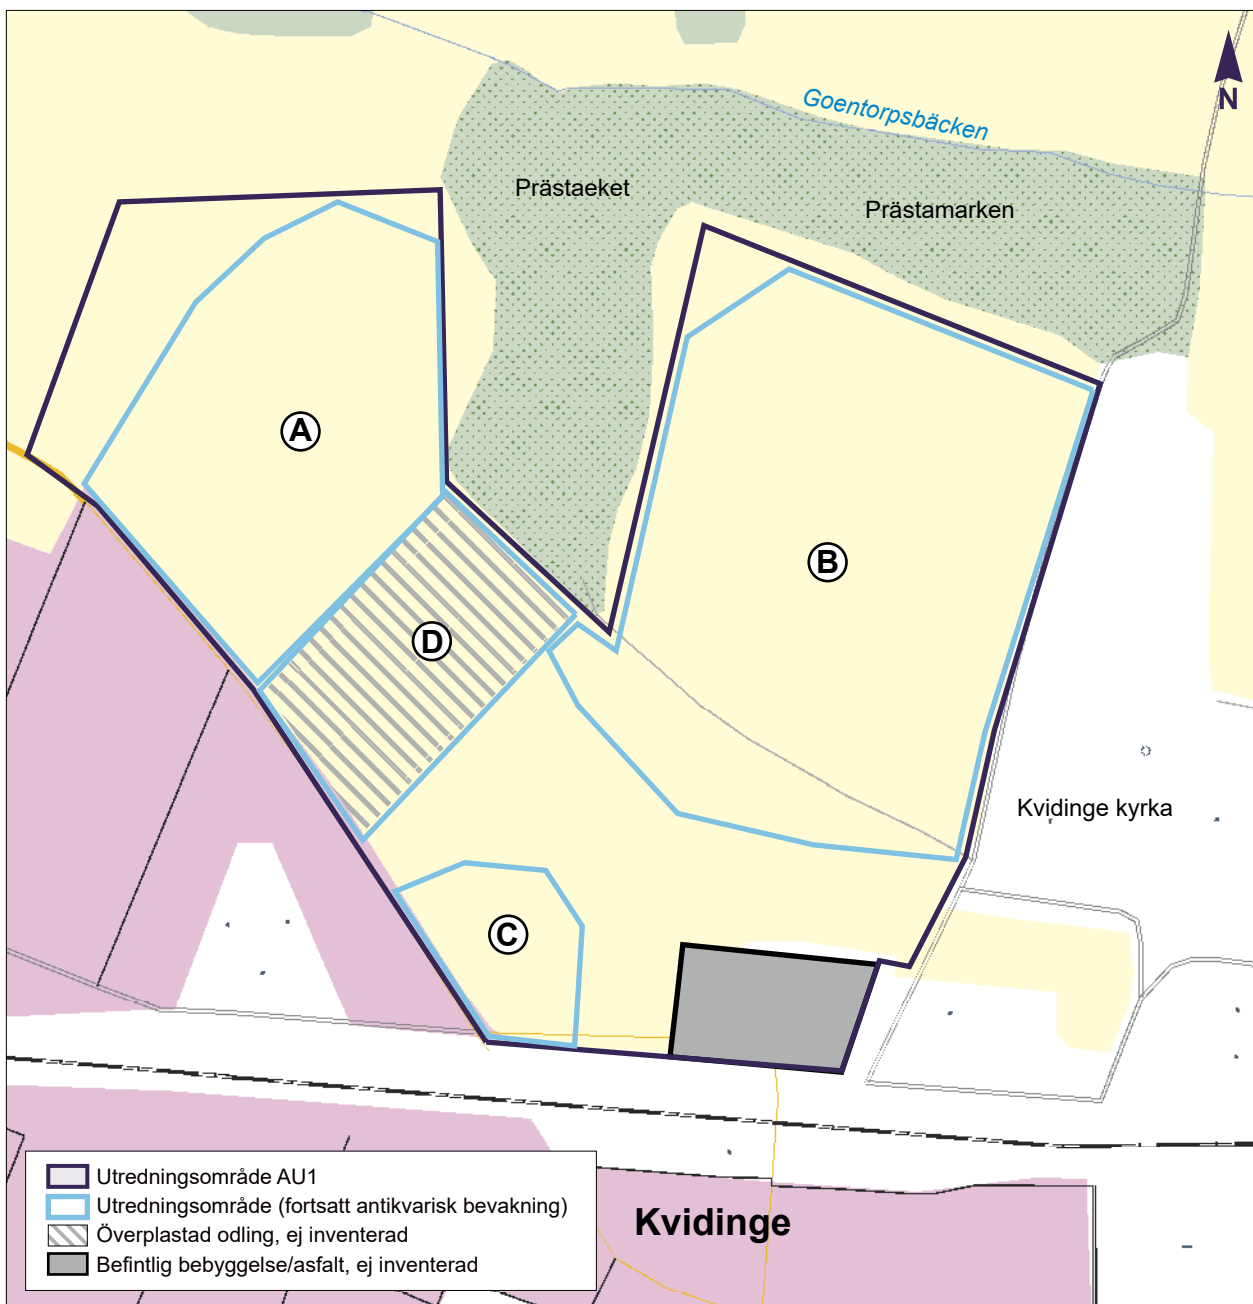 N
Goentorpsbäcken
Prästaeket
Prästamarken
A
B
D
Kvidinge kyrka
C
Utredningsområde AU1
Utredningsområde (fortsatt antikvarisk bevakning)
Överplastad odling, ej inventerad
Befintlig bebyggelse/asfalt, ej inventerad
Kvidinge